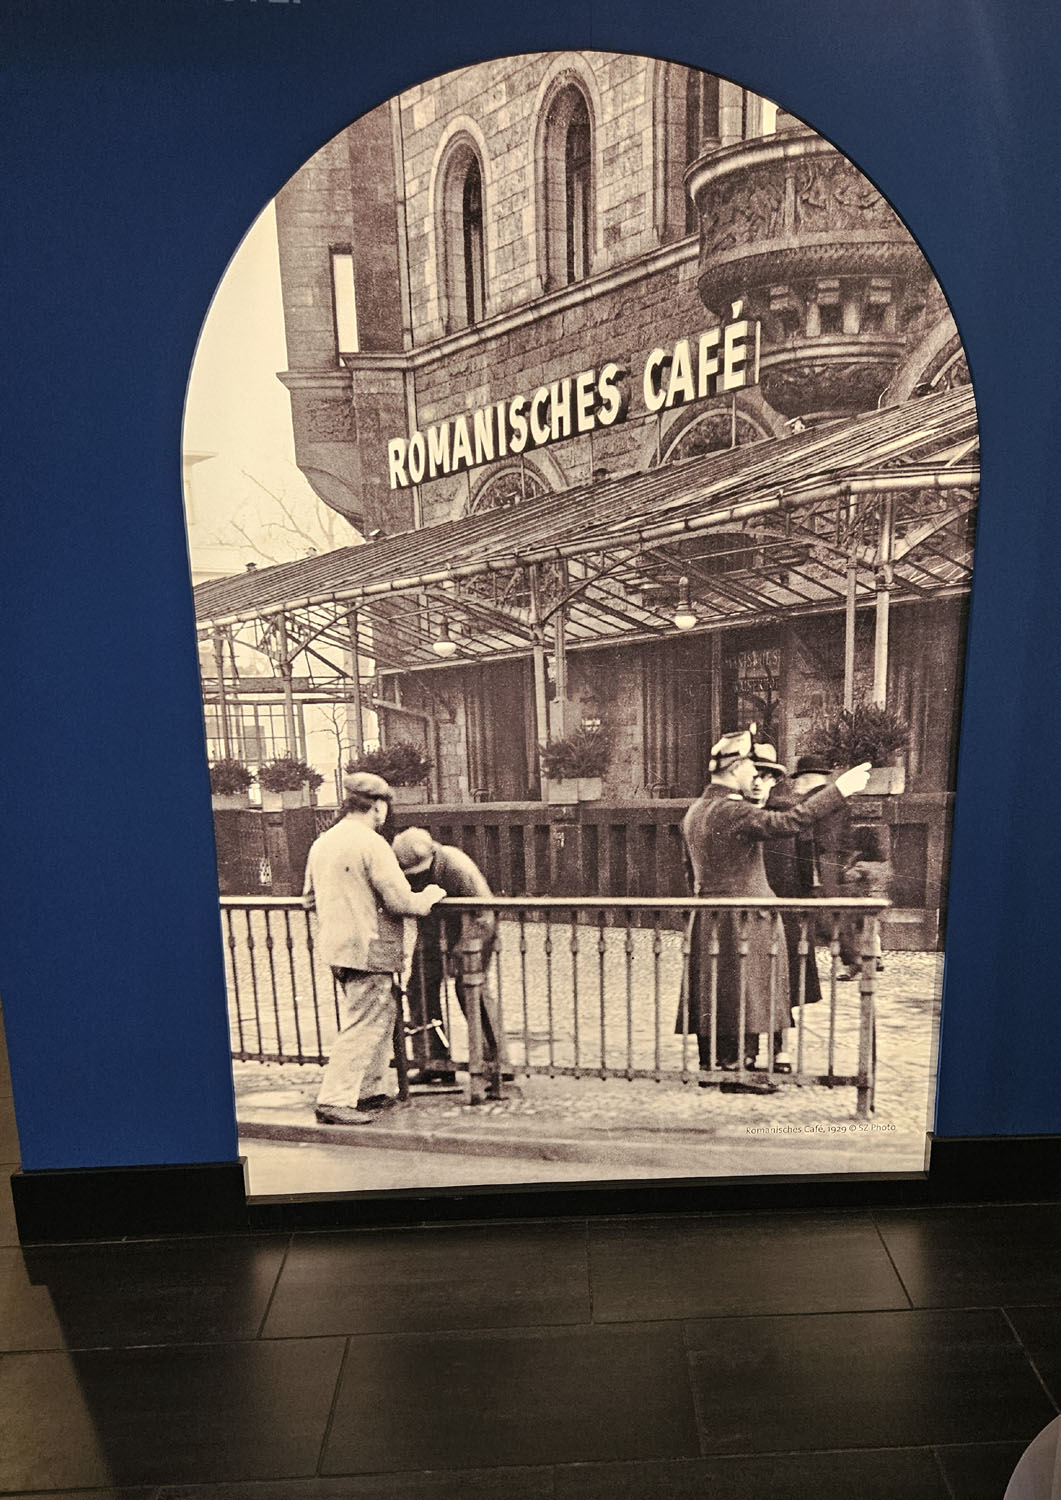 ROMANISCHES CAFÉ
Romanisches Café, 1929 © SZ Photo